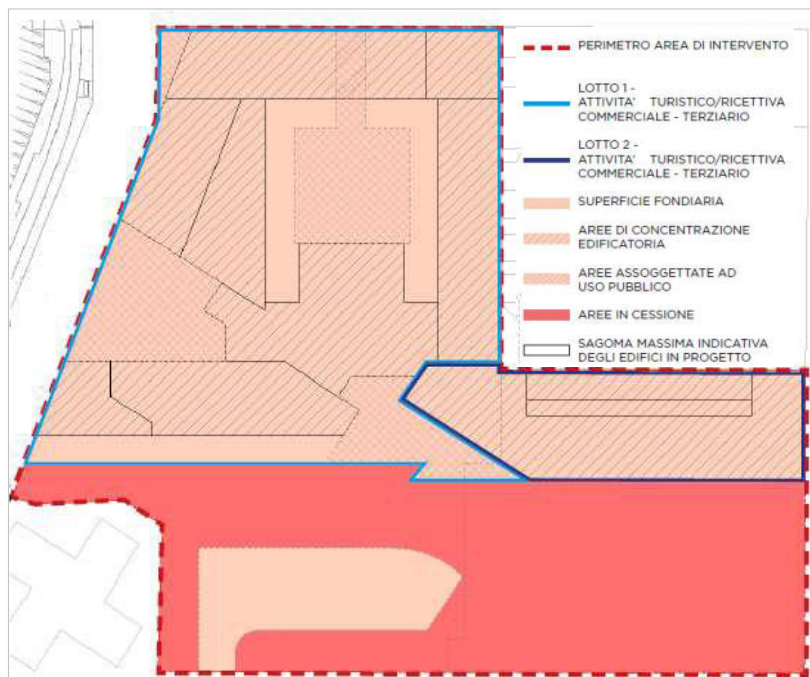 PERIMETRO AREA DI INTERVENTO
LOTTO 1 -
ATTIVITA' TURISTICO/RICETTIVA
COMMERCIALE - TERZIARIO
LOTTO 2 -
ATTIVITA' TURISTICO/RICETTIVA
COMMERCIALE - TERZIARIO
SUPERFICIE FONDIARIA
AREE DI CONCENTRAZIONE
EDIFICATORIA
AREE ASSOGGETTATE AD
USO PUBBLICO
AREE IN CESSIONE
SAGOMA MASSIMA INDICATIVA
DEGLI EDIFICI IN PROGETTO